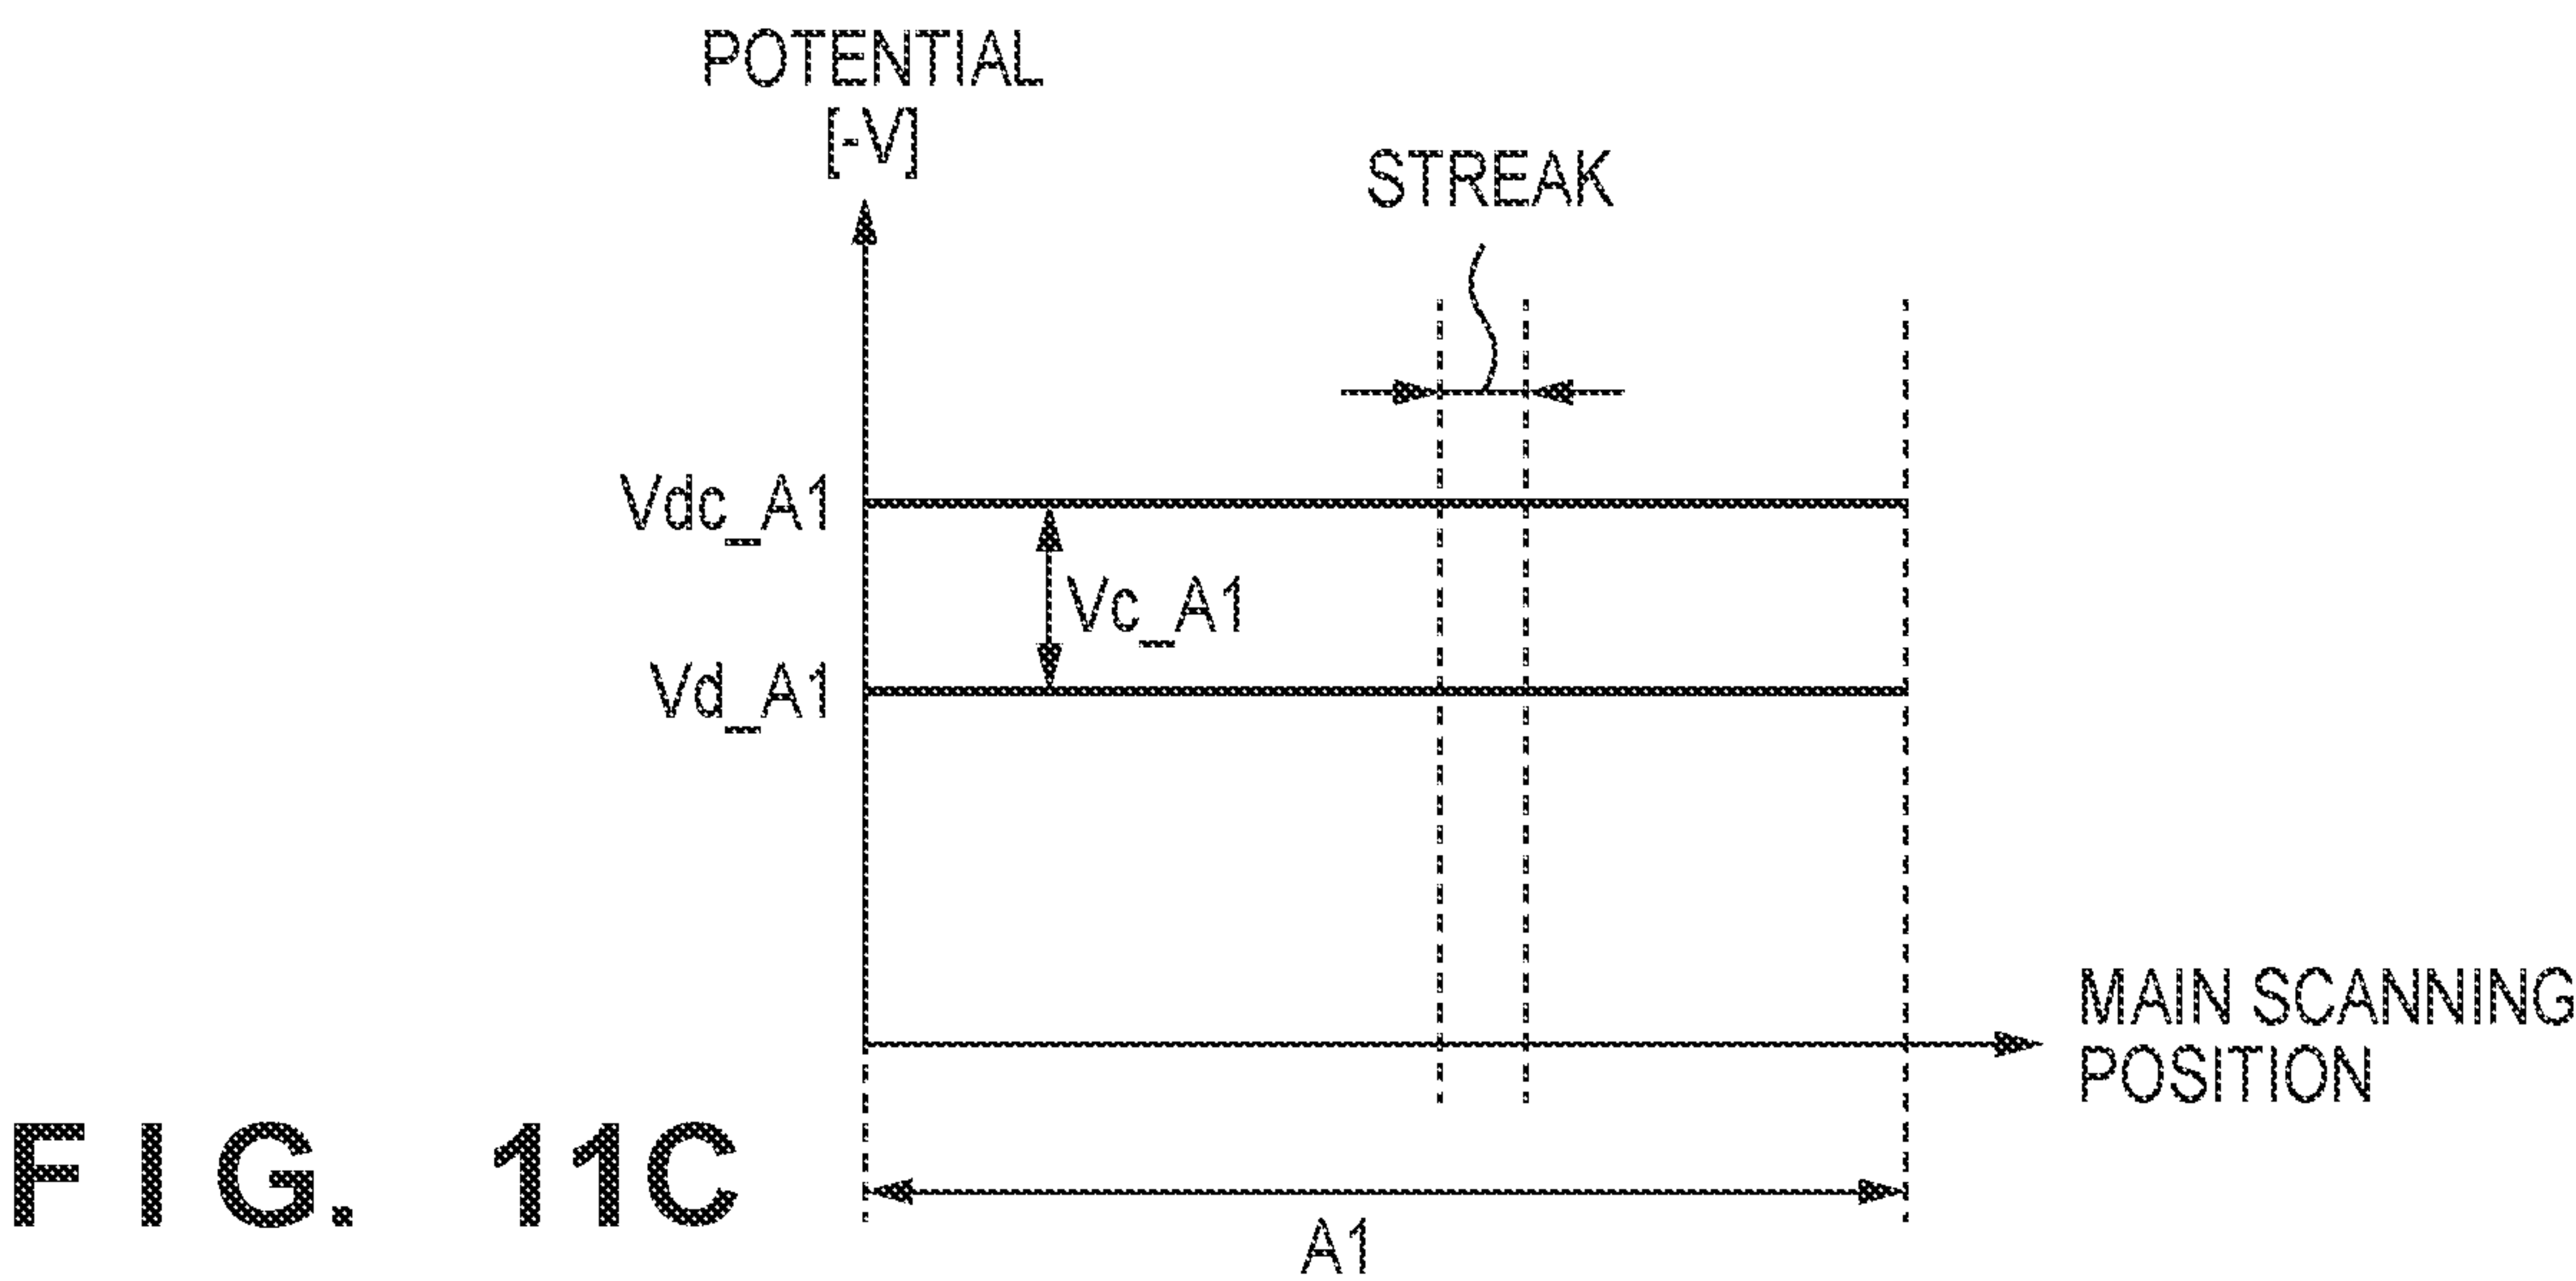 POTENTIAL
[-V]
STREAK
Vdc_A1
Vc_A1
Vd_A1
MAIN SCANNING
POSITION
FIG. 11C
A1